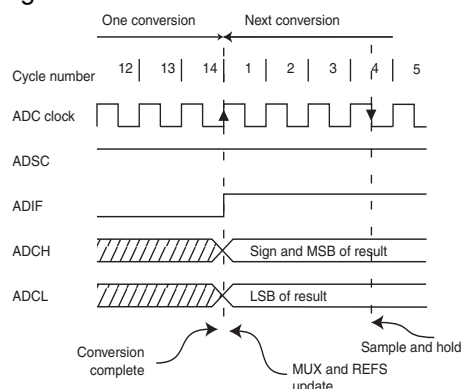 One conversion Next conversion
Cycle number 12 13 14 1 2 3 4 5
ADC clock
ADSC
ADIF
ADCH Sign and MSB of result
ADCL LSB of result
Conversion complete
MUX and REFS update
Sample and hold